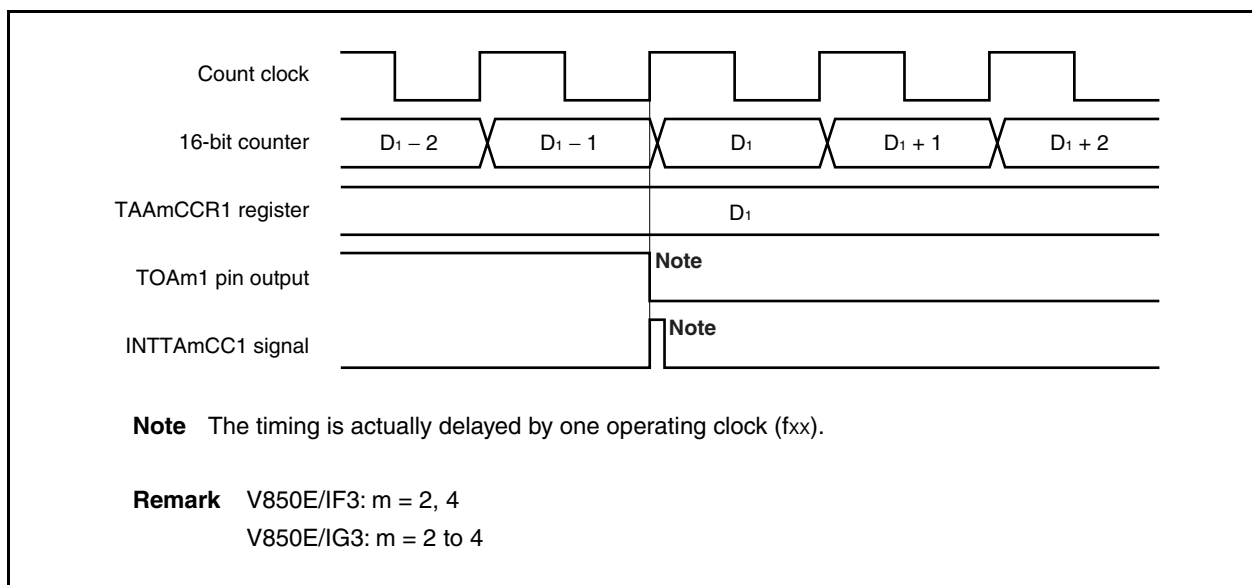 Count clock
16-bit counter
D1 – 2
D1 – 1
D1
D1 + 1
D1 + 2
TAAmCCR1 register
D1
TOAm1 pin output
Note
INTTAmCC1 signal
Note
Note The timing is actually delayed by one operating clock (fxx).
Remark V850E/IF3: m = 2, 4
V850E/IG3: m = 2 to 4